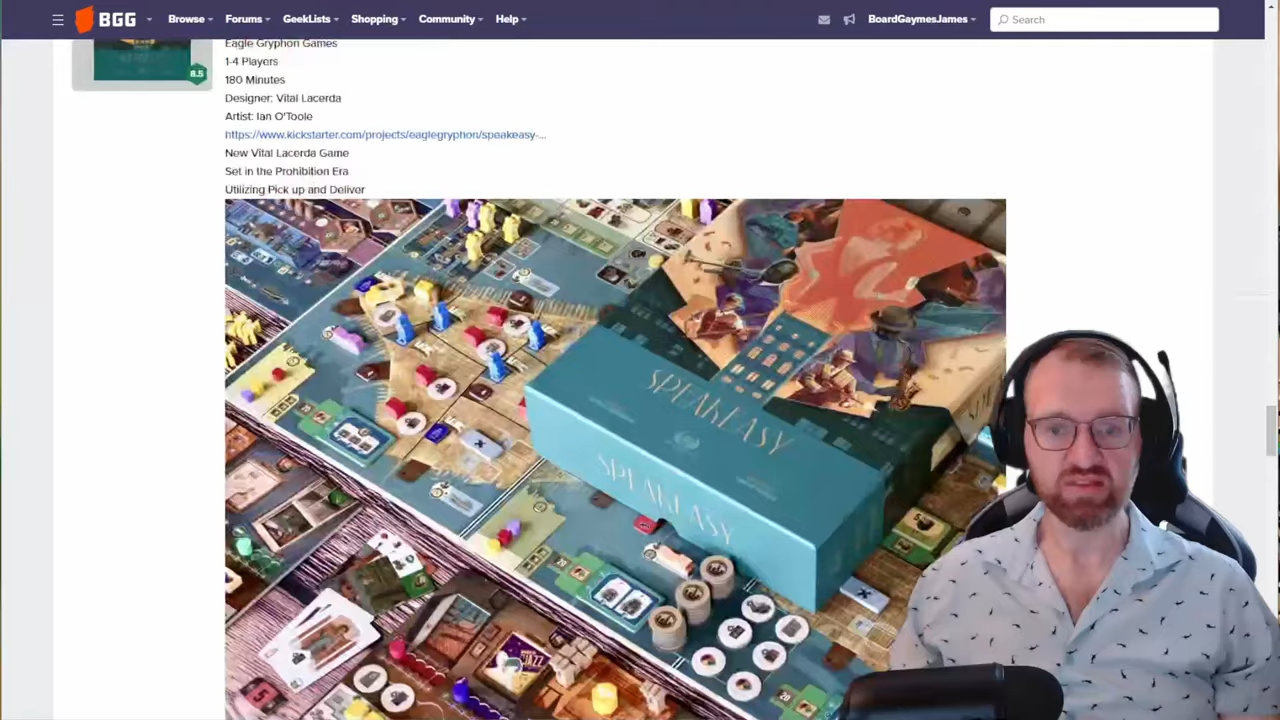 BGG
Browse
Forums
GeekLists
Shopping
Community
Help
BoardGaymesJames
Search
8.5
Eagle Gryphon Games
1-4 Players
180 Minutes
Designer: Vital Lacerda
Artist: Ian O'Toole
https://www.kickstarter.com/projects/eaglegryphon/speakeasy-...
New Vital Lacerda Game
Set in the Prohibition Era
Utilizing Pick up and Deliver
SPEAKEASY
SPEAKEASY
JAZZ